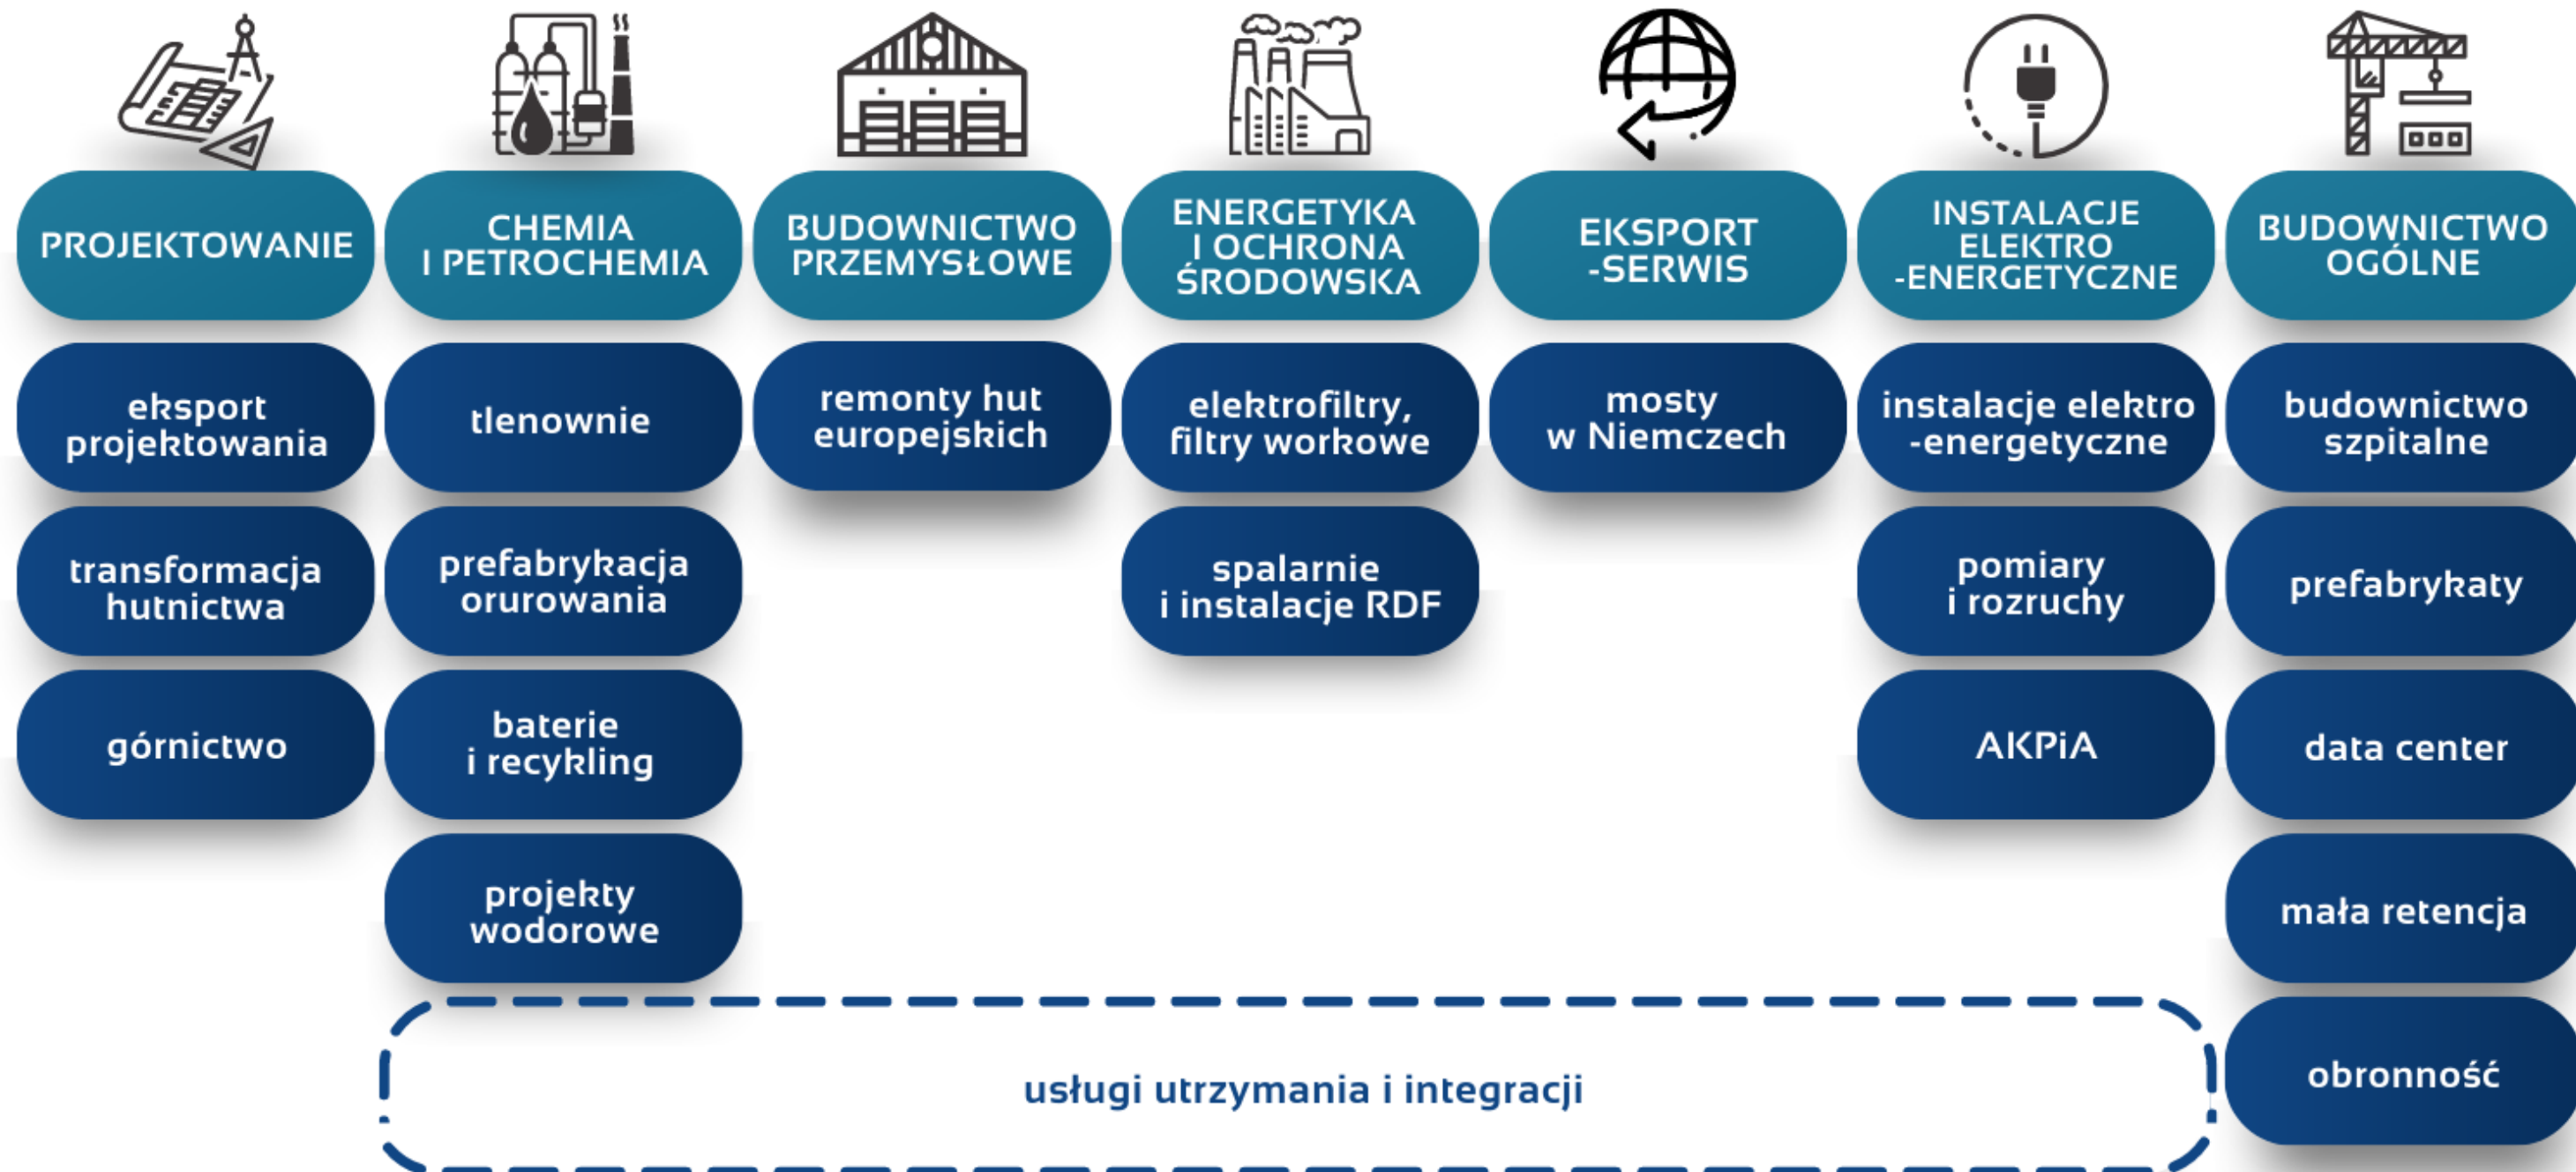 PROJEKTOWANIE
CHEMIA
I PETROCHEMIA
BUDOWNICTWO
PRZEMYSŁOWE
ENERGETYKA
I OCHRONA
ŚRODOWSKA
EKSPORT
-SERWIS
INSTALACJE
ELEKTRO
-ENERGETYCZNE
BUDOWNICTWO
OGÓLNE
eksport
projektowania
transformacja
hutnictwa
górnictwo
tlenownie
prefabrykacja
orurowania
baterie
i recykling
projekty
wodorowe
remonty hut
europejskich
elektrofiltry,
filtry workowe
spalarnie
i instalacje RDF
mosty
w Niemczech
instalacje elektro
-energetyczne
pomiary
i rozruchy
AKPiA
budownictwo
szpitalne
prefabrykaty
data center
mała retencja
obronność
usługi utrzymania i integracji